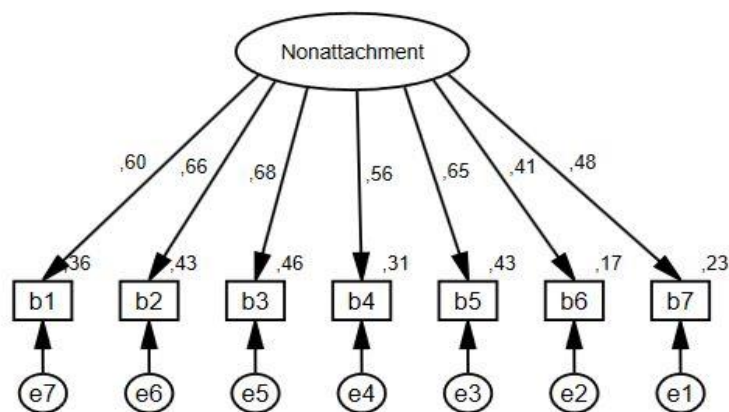 Nonattachment
,60 ,66 ,68 ,56 ,65 ,41 ,48
,36 ,43 ,46 ,31 ,43 ,17 ,23
b1 b2 b3 b4 b5 b6 b7
e7 e6 e5 e4 e3 e2 e1